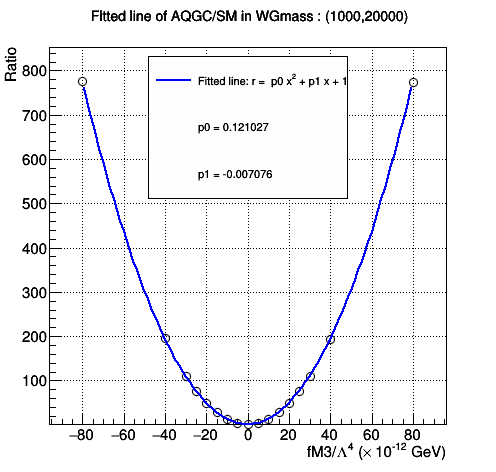 FItted line of AQGC/SM in WGmass : (1000,20000)
Ratio
Fitted line: r = p0 x² + p1 x + 1
p0 = 0.121027
p1 = -0.007076
800
700
600
500
400
300
200
100
−80 −60 −40 −20 0 20 40 60 80
fM3/Λ⁴ (× 10⁻¹² GeV)